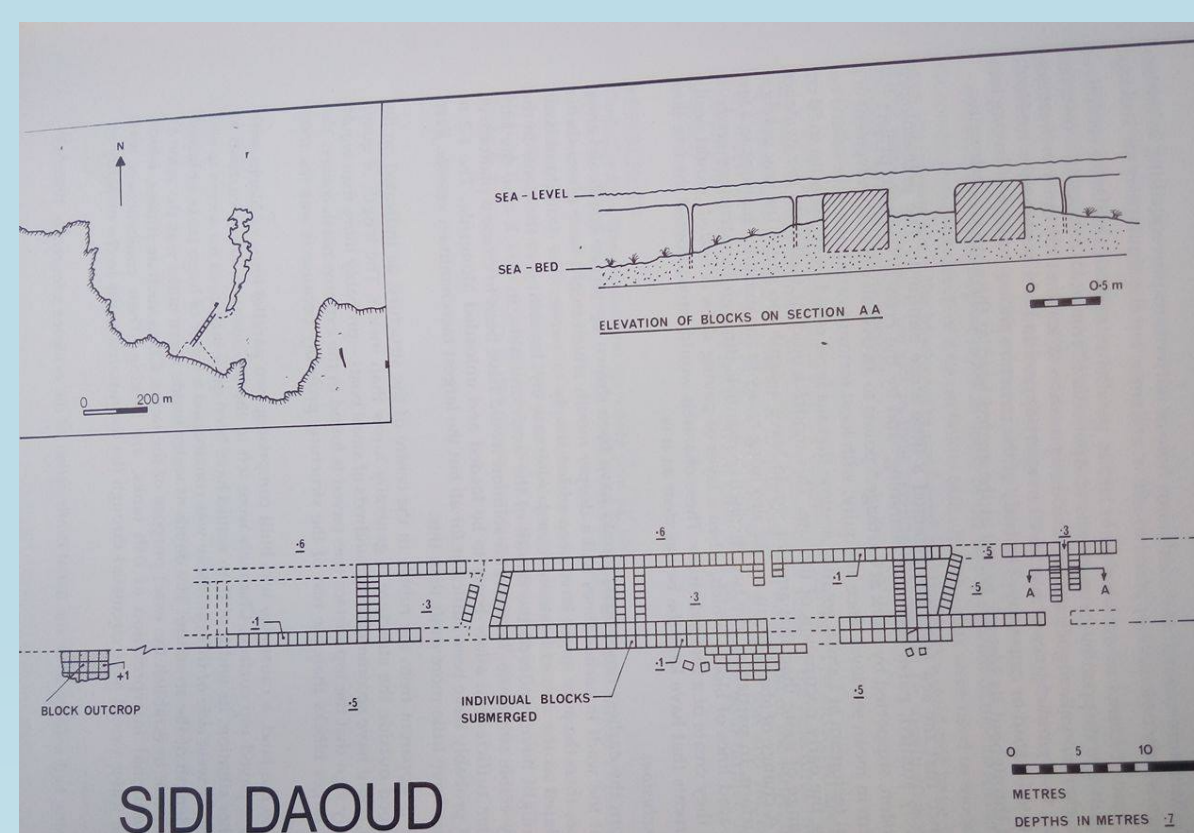 N
0 200 m
SEA-LEVEL
SEA-BED
0 0·5 m
ELEVATION OF BLOCKS ON SECTION AA
·6
·6
·3
·5
·1
·3
·3
·5
A A
·1
·1
+1
·1
BLOCK OUTCROP
·5
INDIVIDUAL BLOCKS
SUBMERGED
·5
0 5 10
METRES
DEPTHS IN METRES ·7
SIDI DAOUD